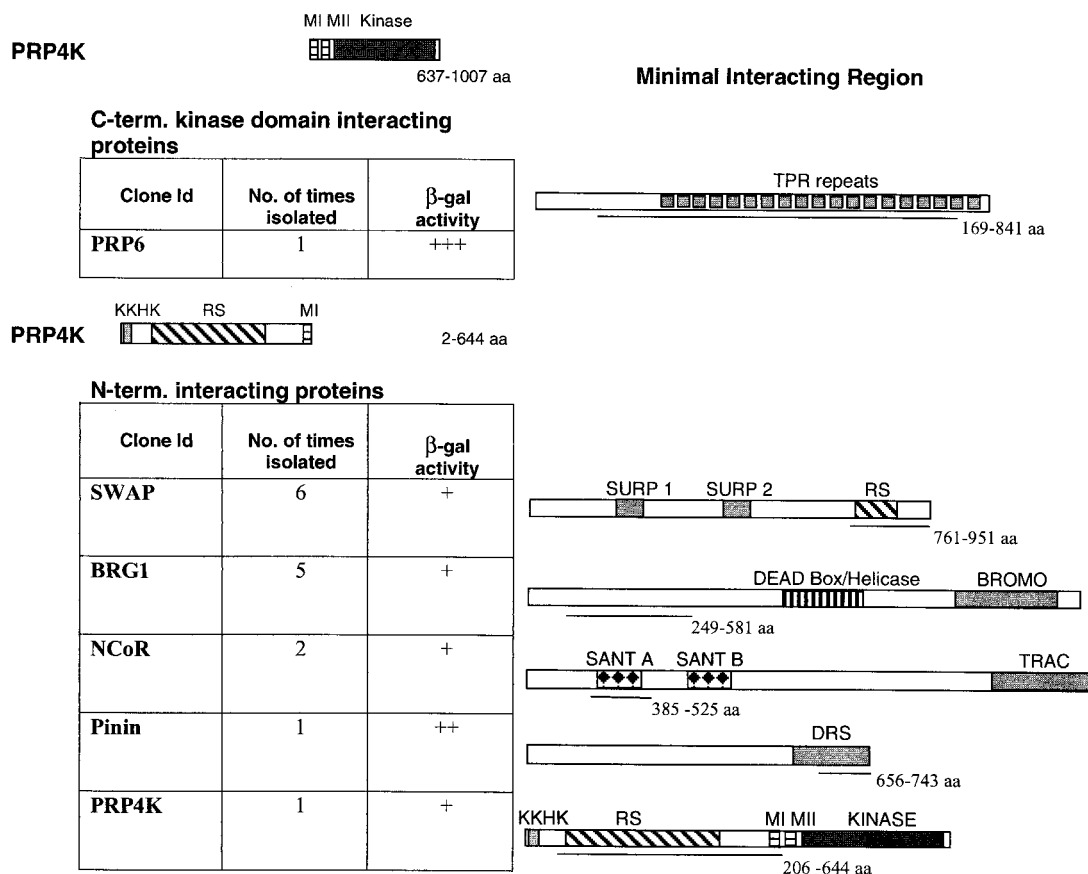 MI MII Kinase
PRP4K
637-1007 aa
Minimal Interacting Region
C-term. kinase domain interacting
proteins
Clone Id
No. of times
isolated
β-gal
activity
PRP6
1
+++
TPR repeats
169-841 aa
KKHK RS MI
PRP4K
2-644 aa
N-term. interacting proteins
Clone Id
No. of times
isolated
β-gal
activity
SWAP
6
+
SURP 1 SURP 2 RS
761-951 aa
BRG1
5
+
DEAD Box/Helicase BROMO
249-581 aa
NCoR
2
+
SANT A SANT B TRAC
385 -525 aa
Pinin
1
++
DRS
656-743 aa
PRP4K
1
+
KKHK RS MI MII KINASE
206 -644 aa